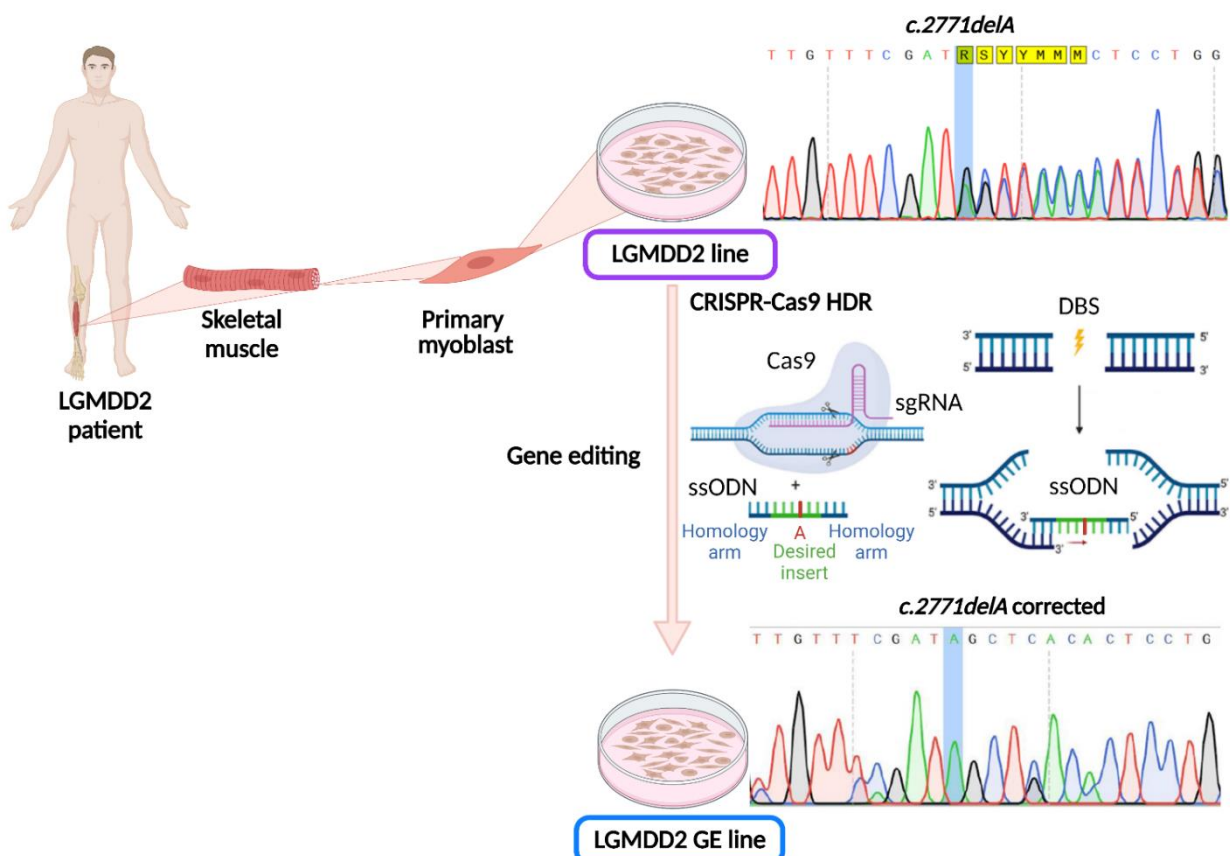 c.2771delA
T T G T T T C G A T R S Y Y M M M C T C C T G G
LGMDD2 line
Skeletal
muscle
Primary
myoblast
LGMDD2
patient
CRISPR-Cas9 HDR
DBS
3'
5'
5'
3'
Cas9
sgRNA
Gene editing
ssODN
+
Homology
arm
A
Desired
insert
Homology
arm
3'
5'
ssODN
5'
3'
3'
5'
3'
c.2771delA corrected
T T G T T T C G A T A G C T C A C A C T C C T G
LGMDD2 GE line